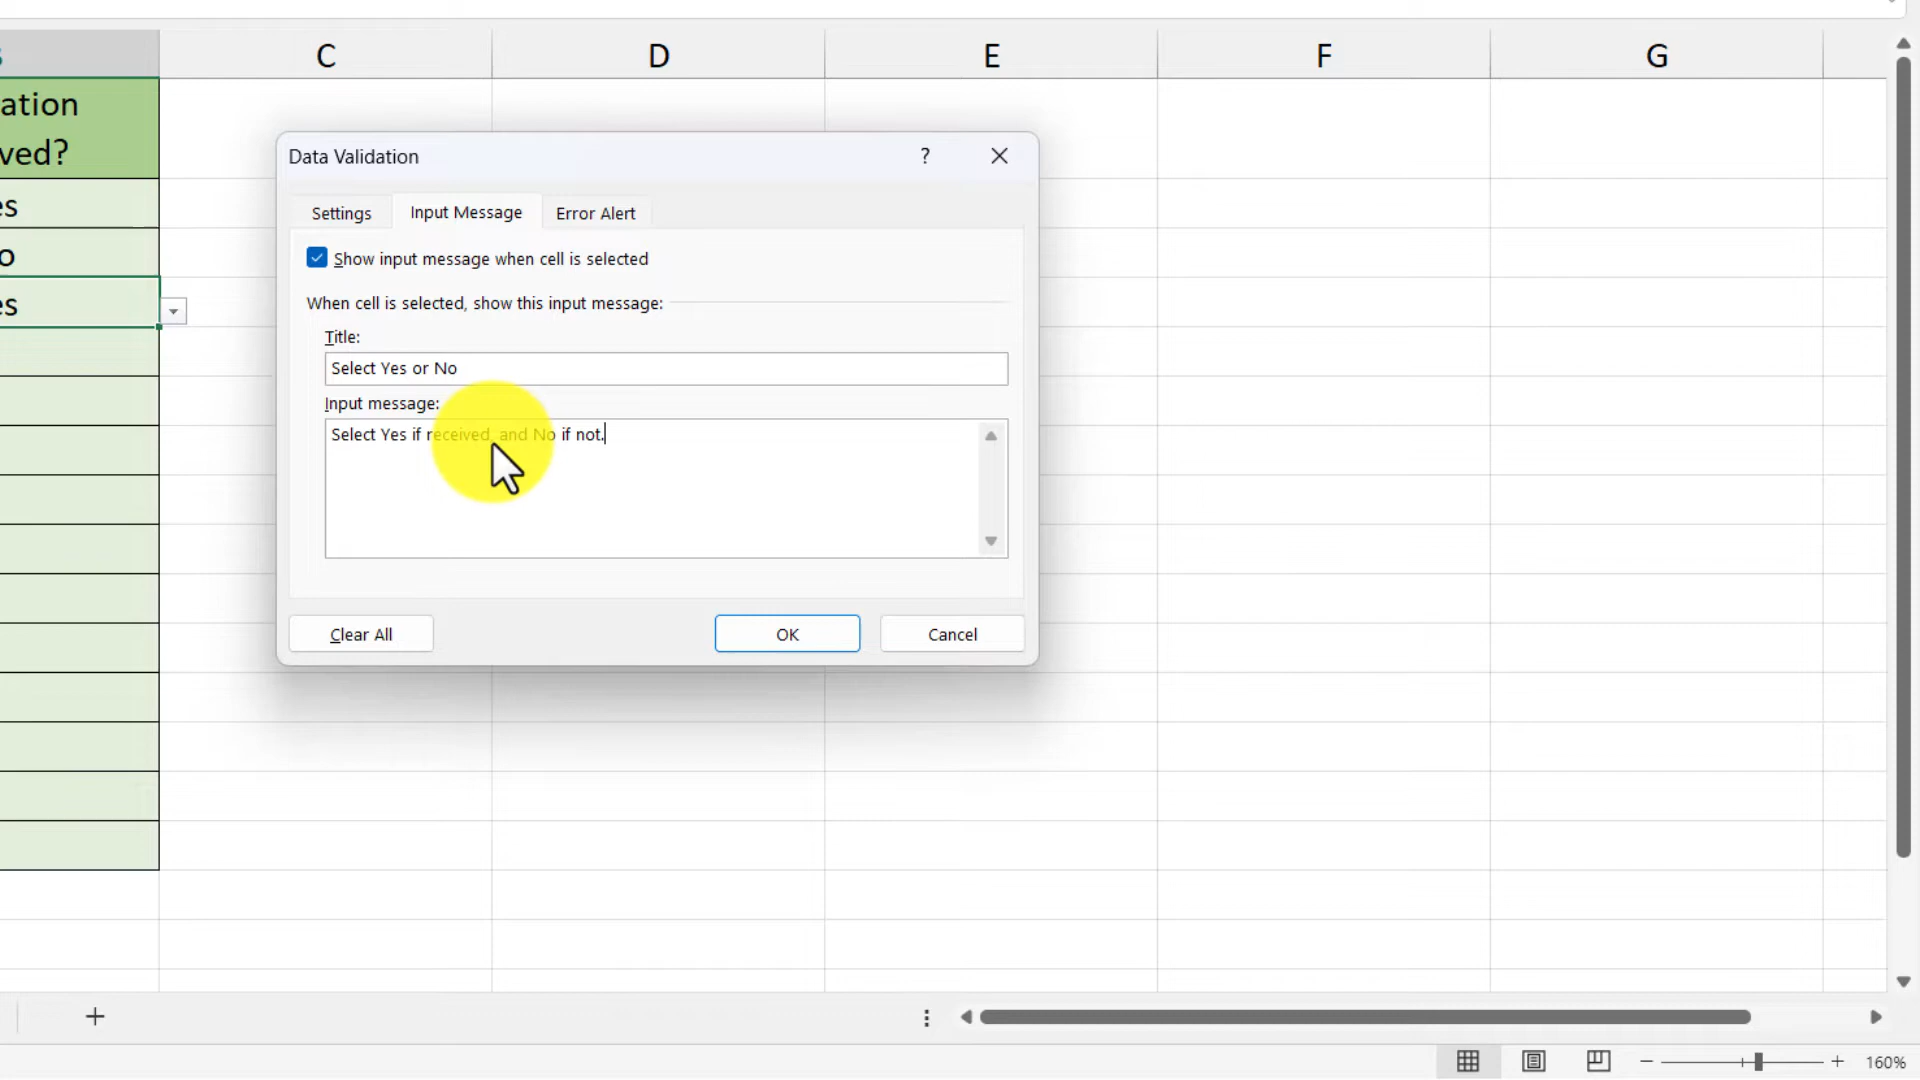 C D E F G
ation
ved?
es
o
es
Data Validation ?
Settings Input Message Error Alert
Show input message when cell is selected
When cell is selected, show this input message:
Title:
Select Yes or No
Input message:
Select Yes if received, and No if not.
Clear All OK Cancel
160%